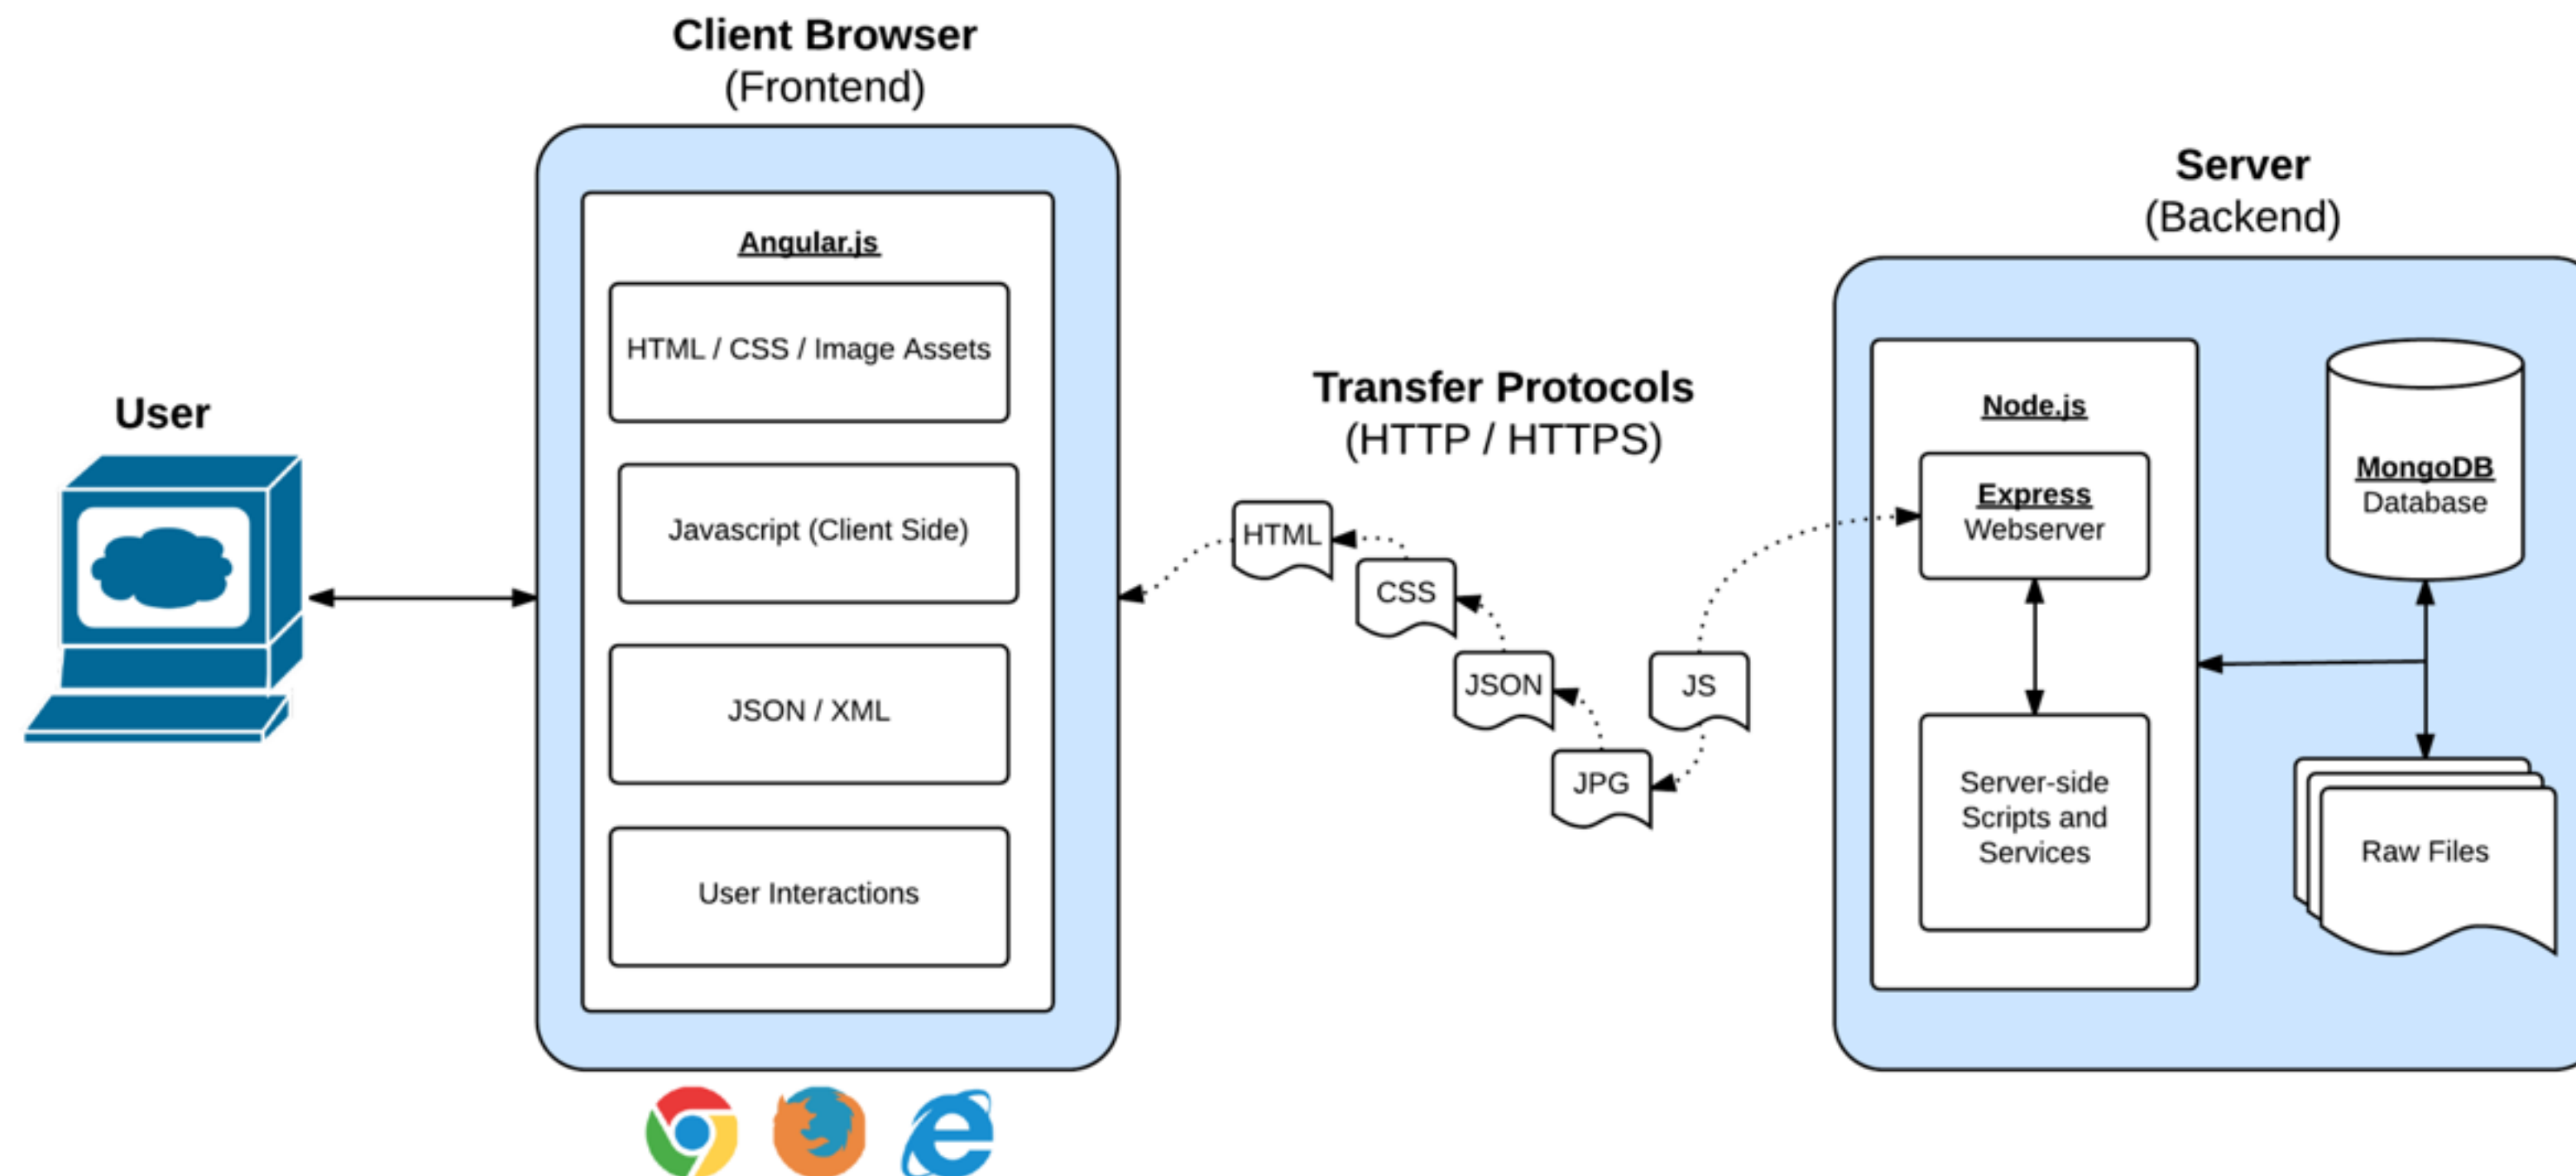 Client Browser
(Frontend)
Server
(Backend)
Angular.js
HTML / CSS / Image Assets
Transfer Protocols
(HTTP / HTTPS)
User
Node.js
Express
Webserver
MongoDB
Database
Javascript (Client Side)
HTML
CSS
JSON
JS
JPG
JSON / XML
Server-side
Scripts and
Services
Raw Files
User Interactions